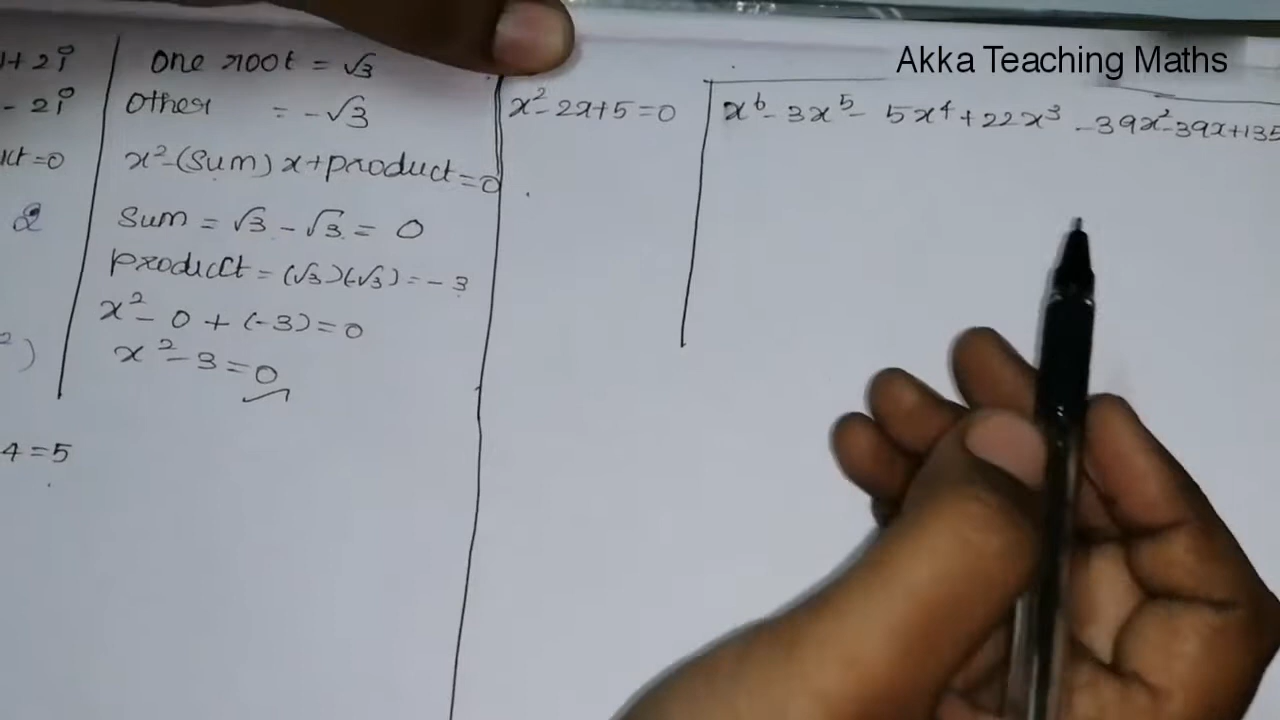 Akka Teaching Maths
1+2i
-2i
ct=0
4=5
One root = √3
Other = -√3
x²-(Sum) x+product=0
Sum = √3 - √3 = 0
product = (√3)(-√3) = -3
x² - 0 + (-3) = 0
x² - 3 = 0
x² - 2x + 5 = 0
x⁶ - 3x⁵ - 5x⁴ + 22x³ - 39x² - 39x + 135